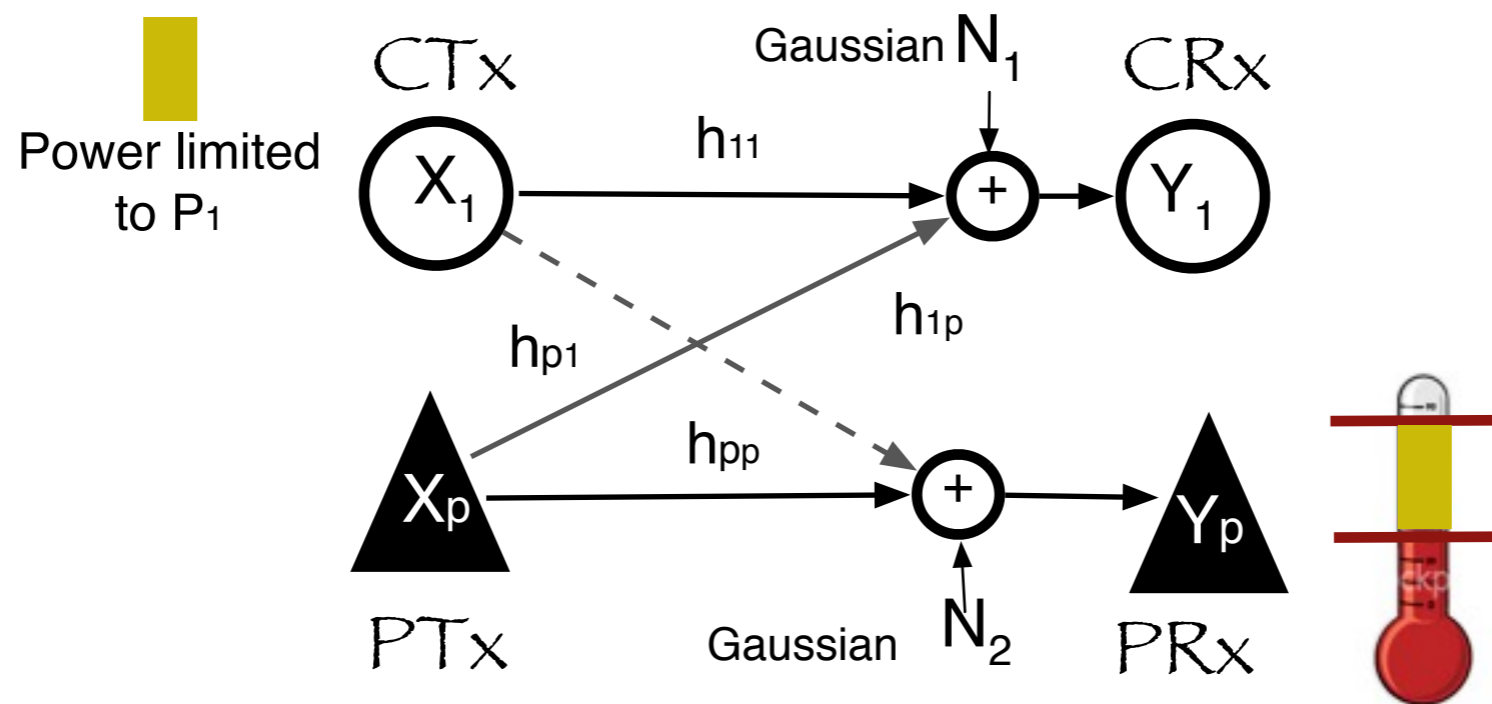 CTx
Gaussian N1
CRx
Power limited
to P1
X1
h11
+
Y1
hp1
h1p
Xp
hpp
+
Yp
PTx
Gaussian N2
PRx
ckp